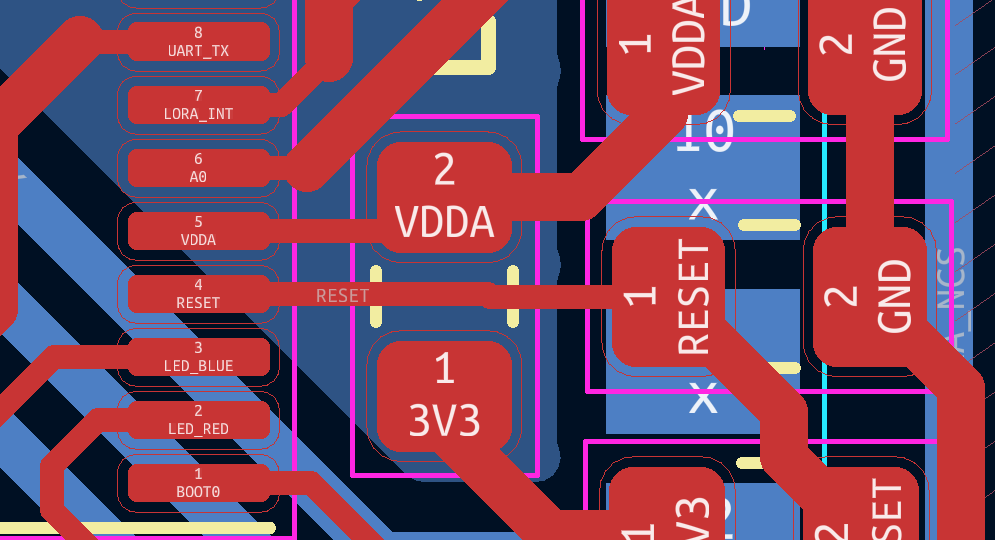 8
UART_TX
7
LORA_INT
6
A0
5
VDDA
4
RESET
3
LED_BLUE
2
LED_RED
1
BOOT0
RESET
2
VDDA
1
3V3
1
VDDA
2
GND
10
x
1
RESET
2
GND
x
1
V3
2
SET
D
A_NCS